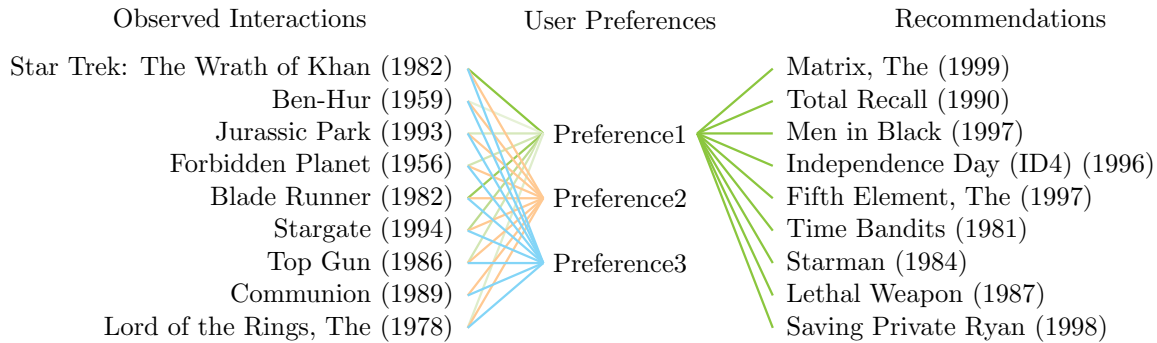 Observed Interactions
User Preferences
Recommendations
Star Trek: The Wrath of Khan (1982)
Ben-Hur (1959)
Jurassic Park (1993)
Forbidden Planet (1956)
Blade Runner (1982)
Stargate (1994)
Top Gun (1986)
Communion (1989)
Lord of the Rings, The (1978)
Preference1
Preference2
Preference3
Matrix, The (1999)
Total Recall (1990)
Men in Black (1997)
Independence Day (ID4) (1996)
Fifth Element, The (1997)
Time Bandits (1981)
Starman (1984)
Lethal Weapon (1987)
Saving Private Ryan (1998)